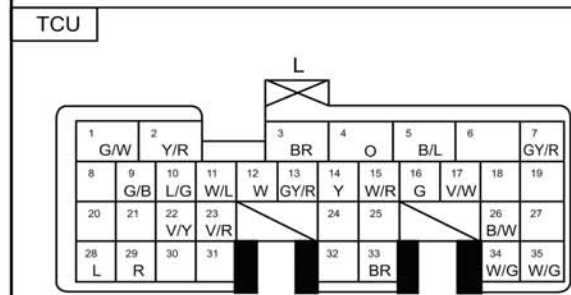 TCU
L
1 2 3 4 5 6 7
G/W Y/R BR O B/L GY/R
8 9 10 11 12 13 14 15 16 17 18 19
G/B L/G W/L W GY/R Y W/R G V/W
20 21 22 23 24 25 26 27
V/Y V/R B/W
28 29 30 31 32 33 34 35
L R BR W/G W/G